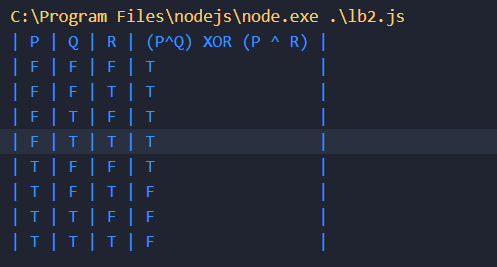 C:\Program Files\nodejs\node.exe .\lb2.js
| P | Q | R | (P^Q) XOR (P ^ R) |
| F | F | F | T |
| F | F | T | T |
| F | T | F | T |
| F | T | T | T |
| T | F | F | T |
| T | F | T | F |
| T | T | F | F |
| T | T | T | F |